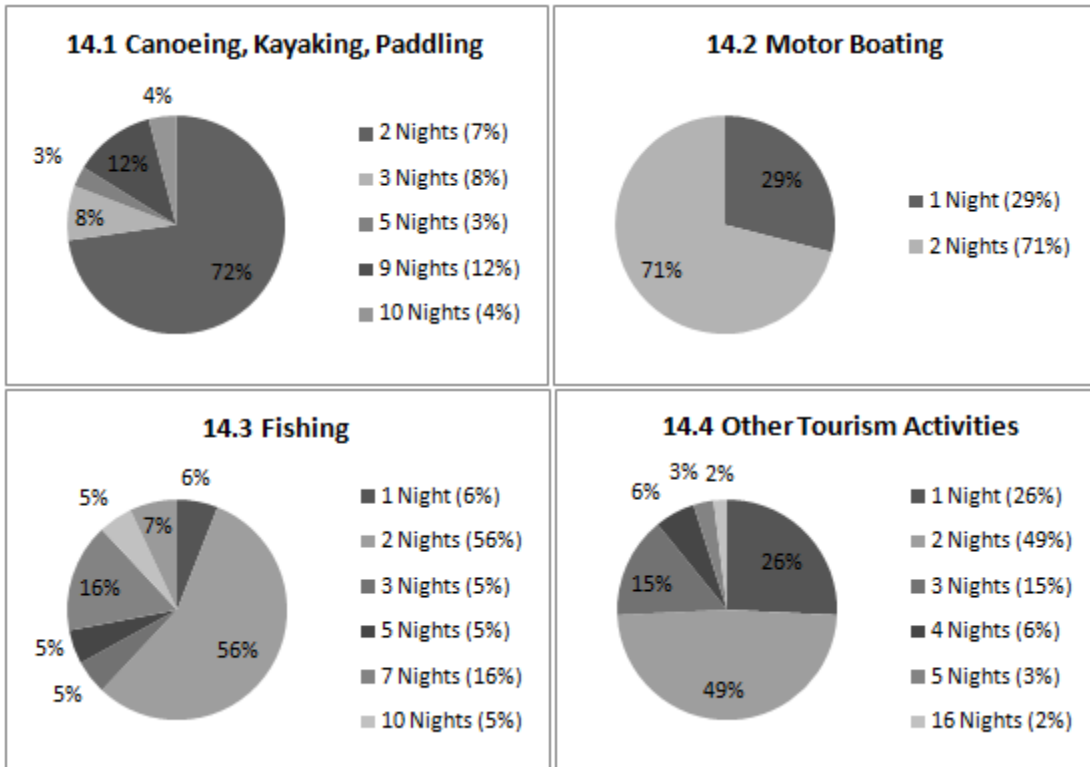 14.1 Canoeing, Kayaking, Paddling
4%
3%
12%
8%
72%
2 Nights (7%)
3 Nights (8%)
5 Nights (3%)
9 Nights (12%)
10 Nights (4%)
14.2 Motor Boating
29%
71%
1 Night (29%)
2 Nights (71%)
14.3 Fishing
6%
5%
7%
16%
5%
5%
56%
1 Night (6%)
2 Nights (56%)
3 Nights (5%)
5 Nights (5%)
7 Nights (16%)
10 Nights (5%)
14.4 Other Tourism Activities
3%
2%
6%
26%
15%
49%
1 Night (26%)
2 Nights (49%)
3 Nights (15%)
4 Nights (6%)
5 Nights (3%)
16 Nights (2%)